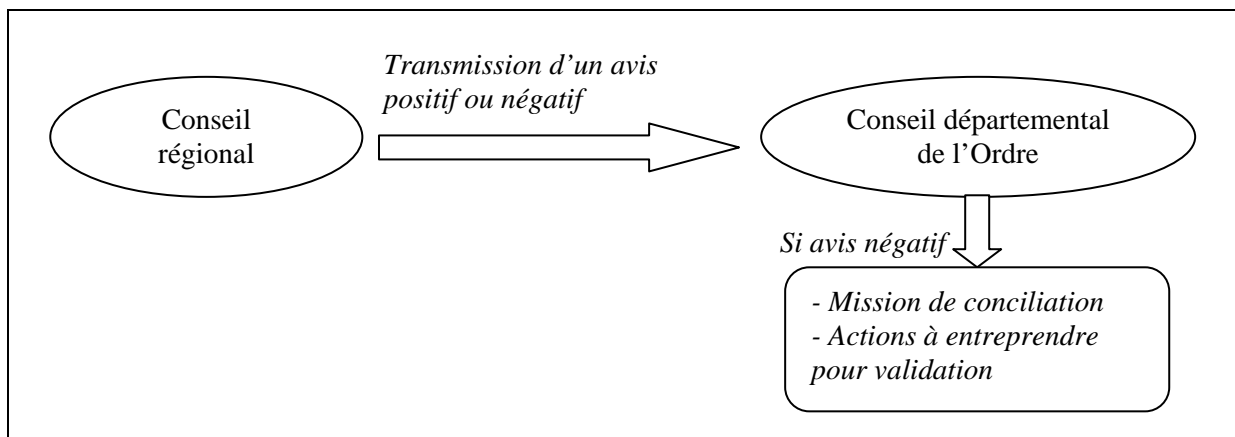 Transmission d’un avis
positif ou négatif
Conseil
régional
Conseil départemental
de l’Ordre
Si avis négatif
- Mission de conciliation
- Actions à entreprendre
pour validation